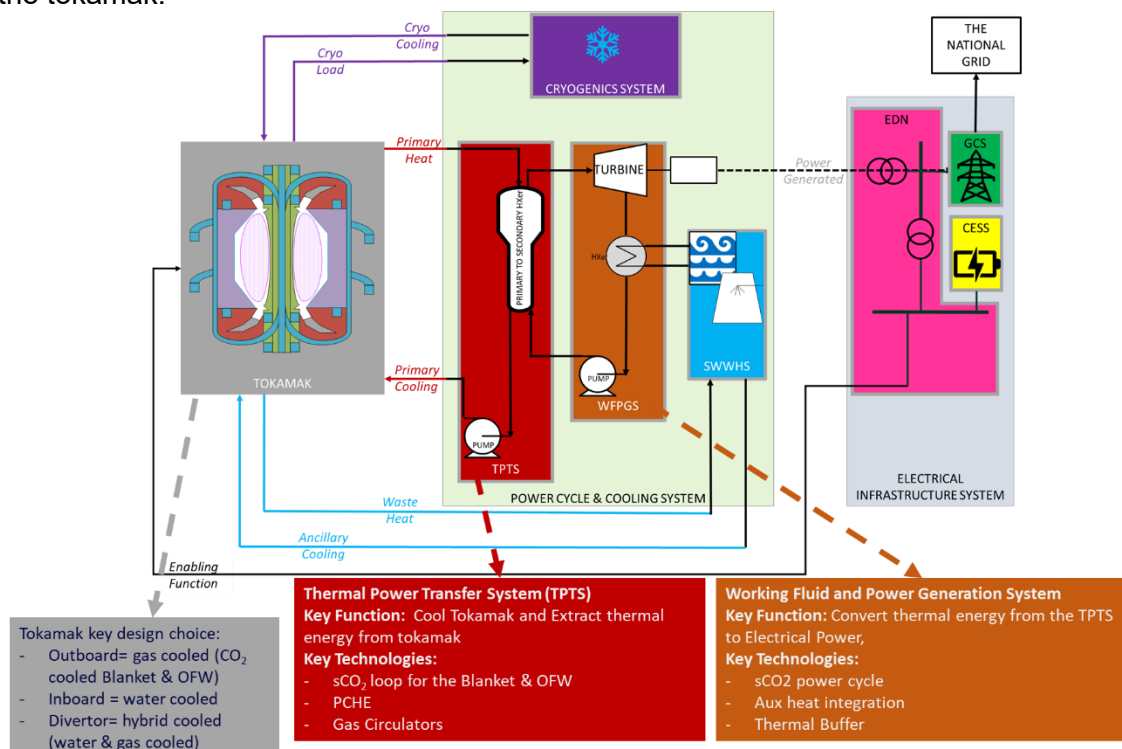 the tokamak.
Cryo
Cooling
Cryo
Load
CRYOGENICS SYSTEM
THE
NATIONAL
GRID
EDN
GCS
CESS
Primary
Heat
PRIMARY TO SECONDARY HXer
TURBINE
Power
Generated
HXer
SWWHS
PUMP
WFPGS
TOKAMAK
Primary
Cooling
PUMP
TPTS
POWER CYCLE & COOLING SYSTEM
ELECTRICAL
INFRASTRUCTURE SYSTEM
Waste
Heat
Ancillary
Cooling
Enabling
Function
Tokamak key design choice:
- Outboard= gas cooled (CO₂
cooled Blanket & OFW)
- Inboard = water cooled
- Divertor= hybrid cooled
(water & gas cooled)
Thermal Power Transfer System (TPTS)
Key Function: Cool Tokamak and Extract thermal
energy from tokamak
Key Technologies:
- sCO₂ loop for the Blanket & OFW
- PCHE
- Gas Circulators
Working Fluid and Power Generation System
Key Function: Convert thermal energy from the TPTS
to Electrical Power,
Key Technologies:
- sCO2 power cycle
- Aux heat integration
- Thermal Buffer